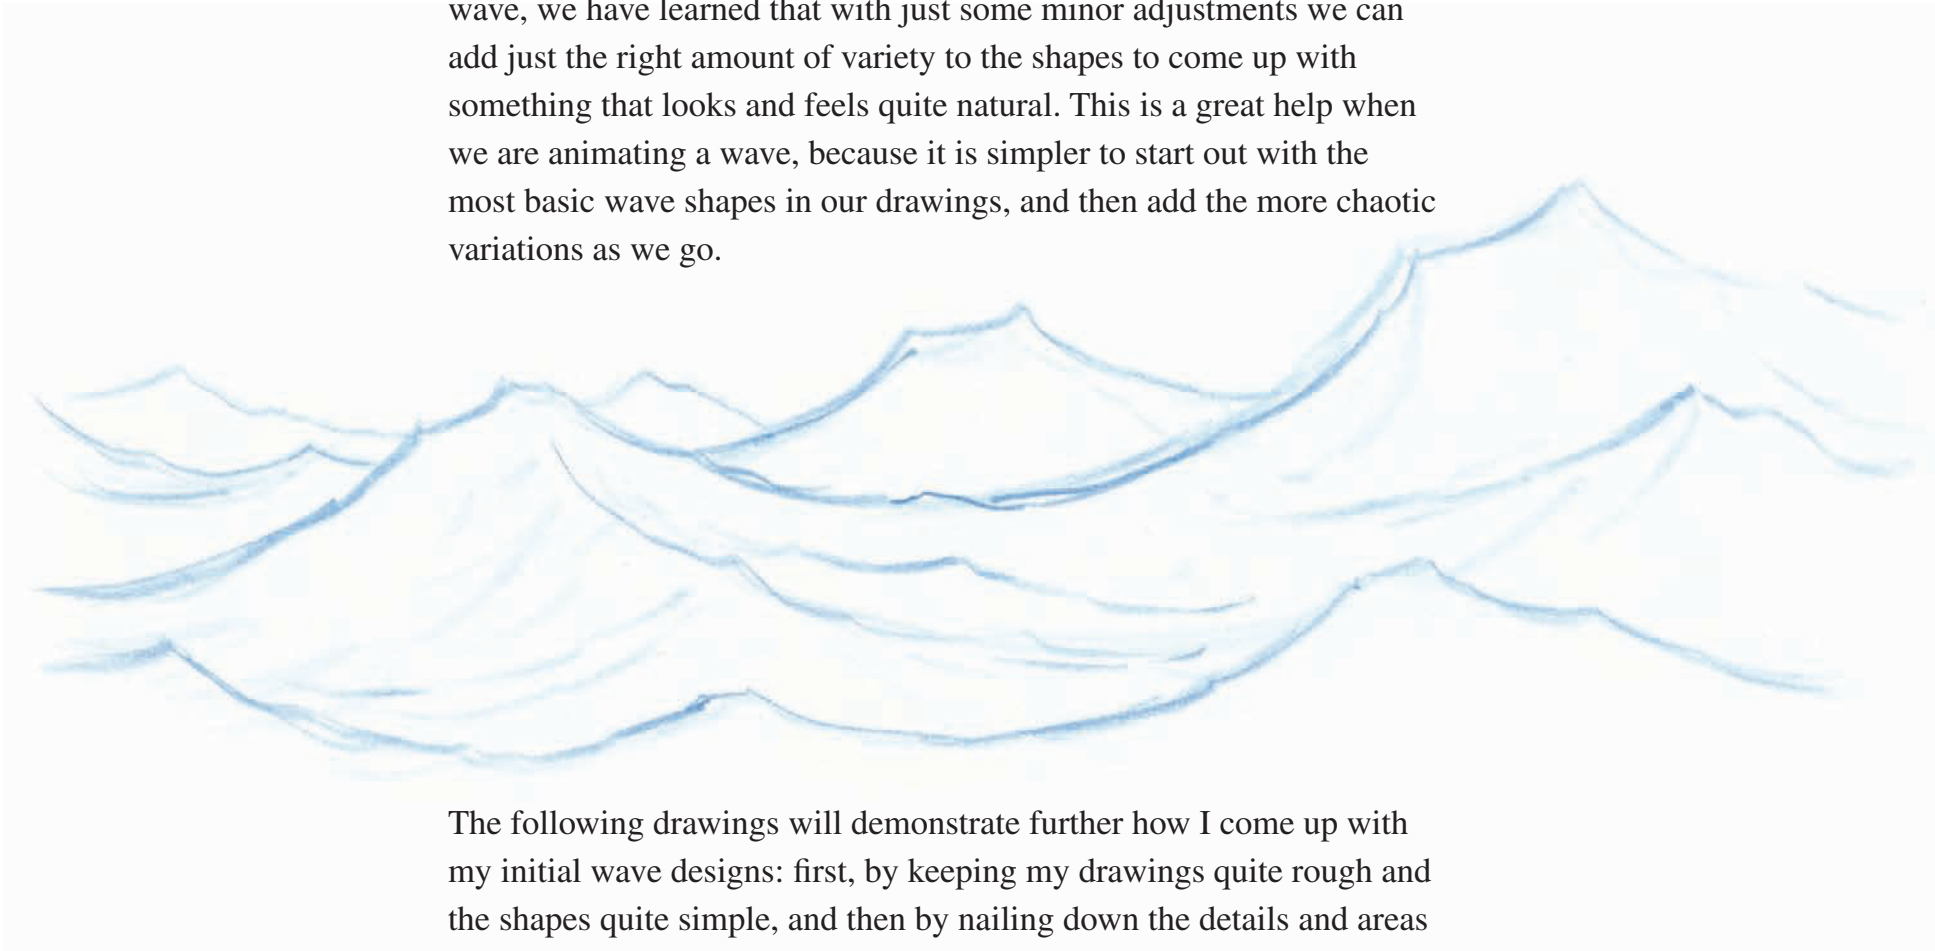 wave, we have learned that with just some minor adjustments we can
add just the right amount of variety to the shapes to come up with
something that looks and feels quite natural. This is a great help when
we are animating a wave, because it is simpler to start out with the
most basic wave shapes in our drawings, and then add the more chaotic
variations as we go.
The following drawings will demonstrate further how I come up with
my initial wave designs: first, by keeping my drawings quite rough and
the shapes quite simple, and then by nailing down the details and areas